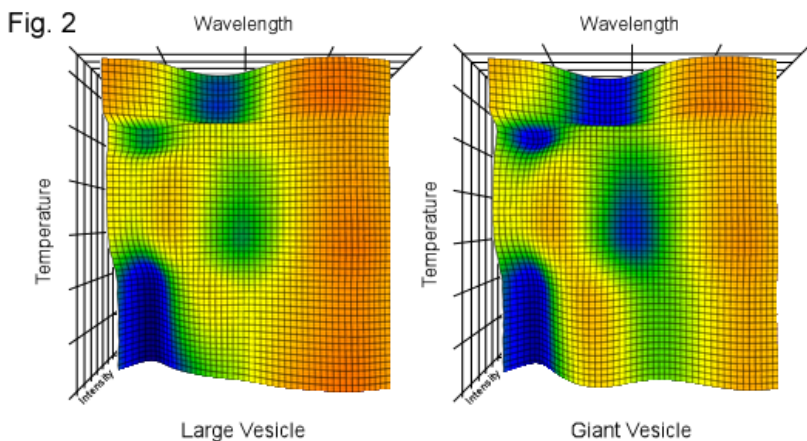 Fig. 2
Wavelength
Temperature
Intensity
Large Vesicle
Wavelength
Temperature
Intensity
Giant Vesicle